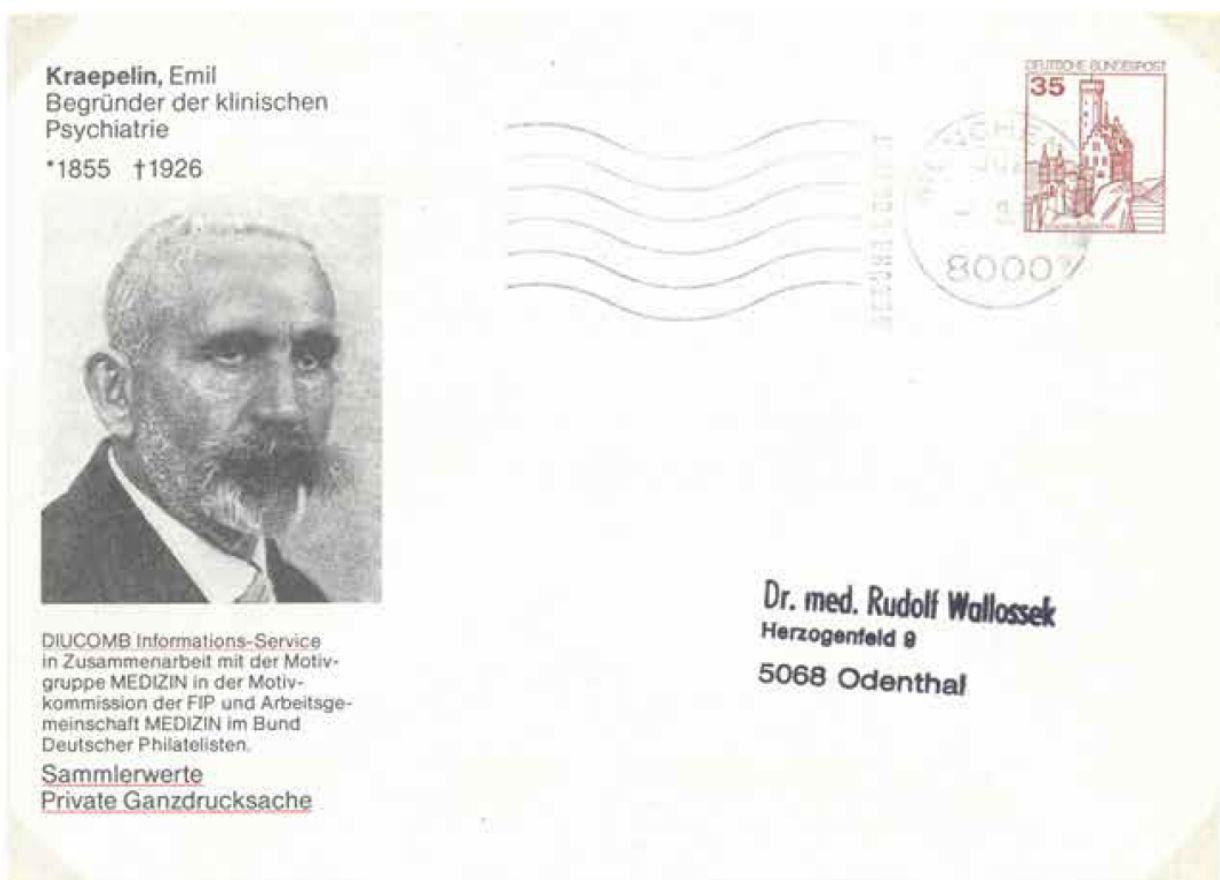 Kraepelin, Emil
Begründer der klinischen
Psychiatrie
*1855 †1926
DIUCOMB Informations-Service
in Zusammenarbeit mit der Motiv-
gruppe MEDIZIN in der Motiv-
kommission der FIP und Arbeitsge-
meinschaft MEDIZIN im Bund
Deutscher Philatelisten.
Sammlerwerte
Private Ganzdrucksache
DEUTSCHE BUNDESPOST
35
8000
Dr. med. Rudolf Wallossek
Herzogenfeld 9
5068 Odenthal